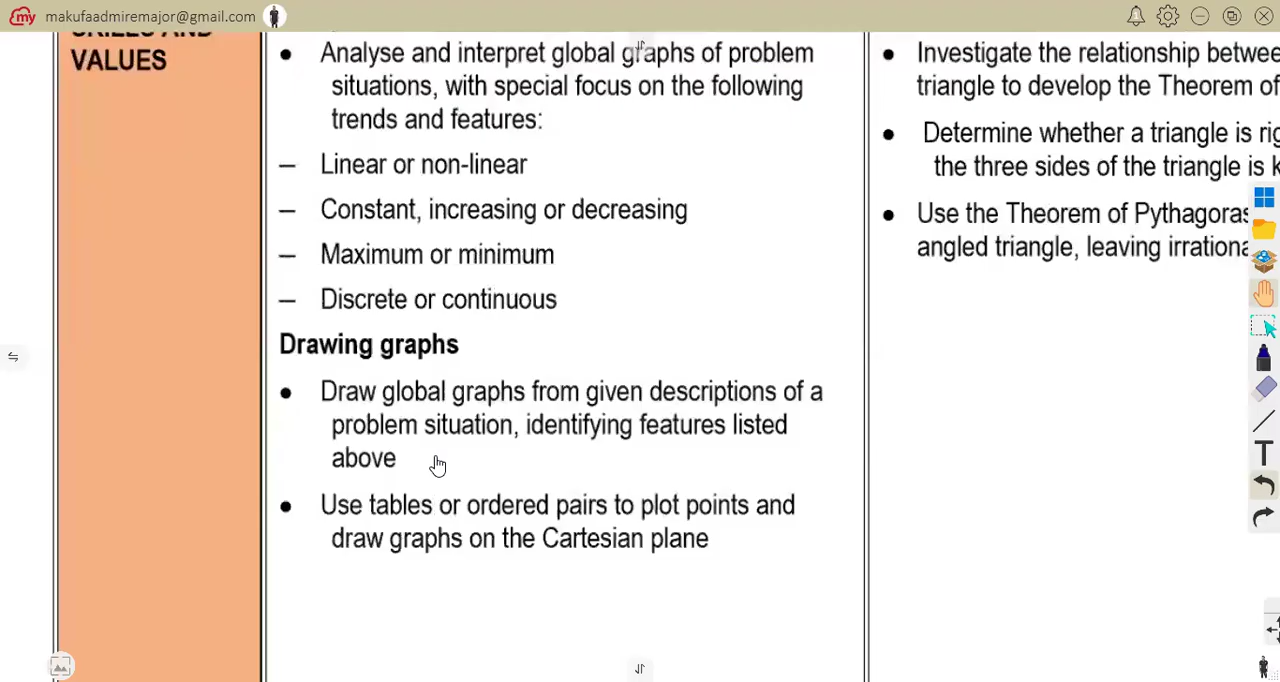 my makufaadmiremajor@gmail.com
SKILLS AND
VALUES
• Analyse and interpret global graphs of problem
situations, with special focus on the following
trends and features:
– Linear or non-linear
– Constant, increasing or decreasing
– Maximum or minimum
– Discrete or continuous
Drawing graphs
• Draw global graphs from given descriptions of a
problem situation, identifying features listed
above
• Use tables or ordered pairs to plot points and
draw graphs on the Cartesian plane
• Investigate the relationship betwee
triangle to develop the Theorem of
• Determine whether a triangle is rig
the three sides of the triangle is k
• Use the Theorem of Pythagoras
angled triangle, leaving irrationa
T